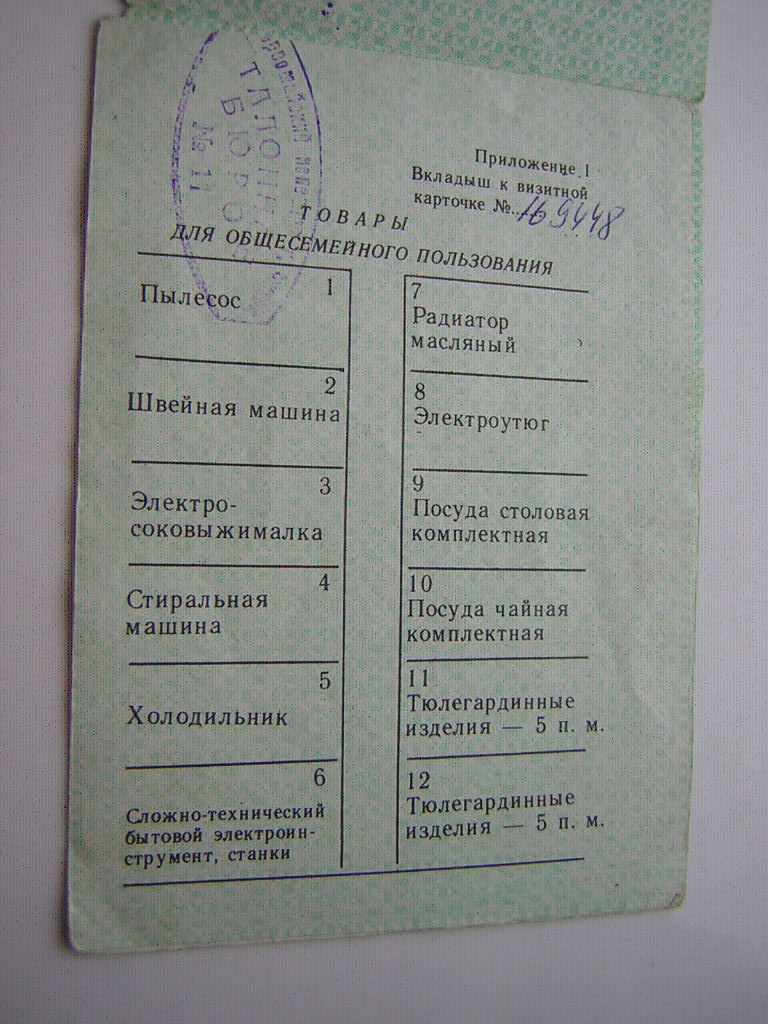 ТАЛОННОЕ
БЮРО
№ 11
Приложение 1
Вкладыш к визитной
карточке № 169448
ТОВАРЫ
ДЛЯ ОБЩЕСЕМЕЙНОГО ПОЛЬЗОВАНИЯ
1
Пылесос
2
Швейная машина
3
Электро-
соковыжималка
4
Стиральная
машина
5
Холодильник
6
Сложно-технический
бытовой электроин-
струмент, станки
7
Радиатор
масляный
8
Электроутюг
9
Посуда столовая
комплектная
10
Посуда чайная
комплектная
11
Тюлегардинные
изделия — 5 п. м.
12
Тюлегардинные
изделия — 5 п. м.